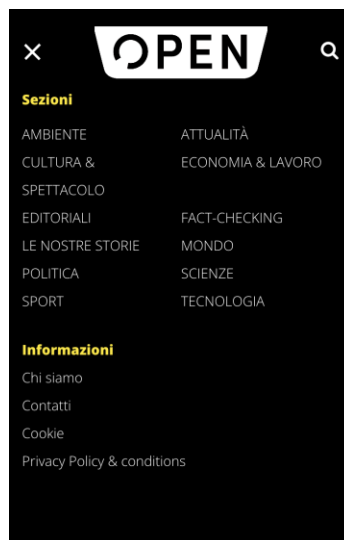 OPEN
Sezioni
AMBIENTE
ATTUALITÀ
CULTURA &
SPETTACOLO
ECONOMIA & LAVORO
EDITORIALI
FACT-CHECKING
LE NOSTRE STORIE
MONDO
POLITICA
SCIENZE
SPORT
TECNOLOGIA
Informazioni
Chi siamo
Contatti
Cookie
Privacy Policy & conditions